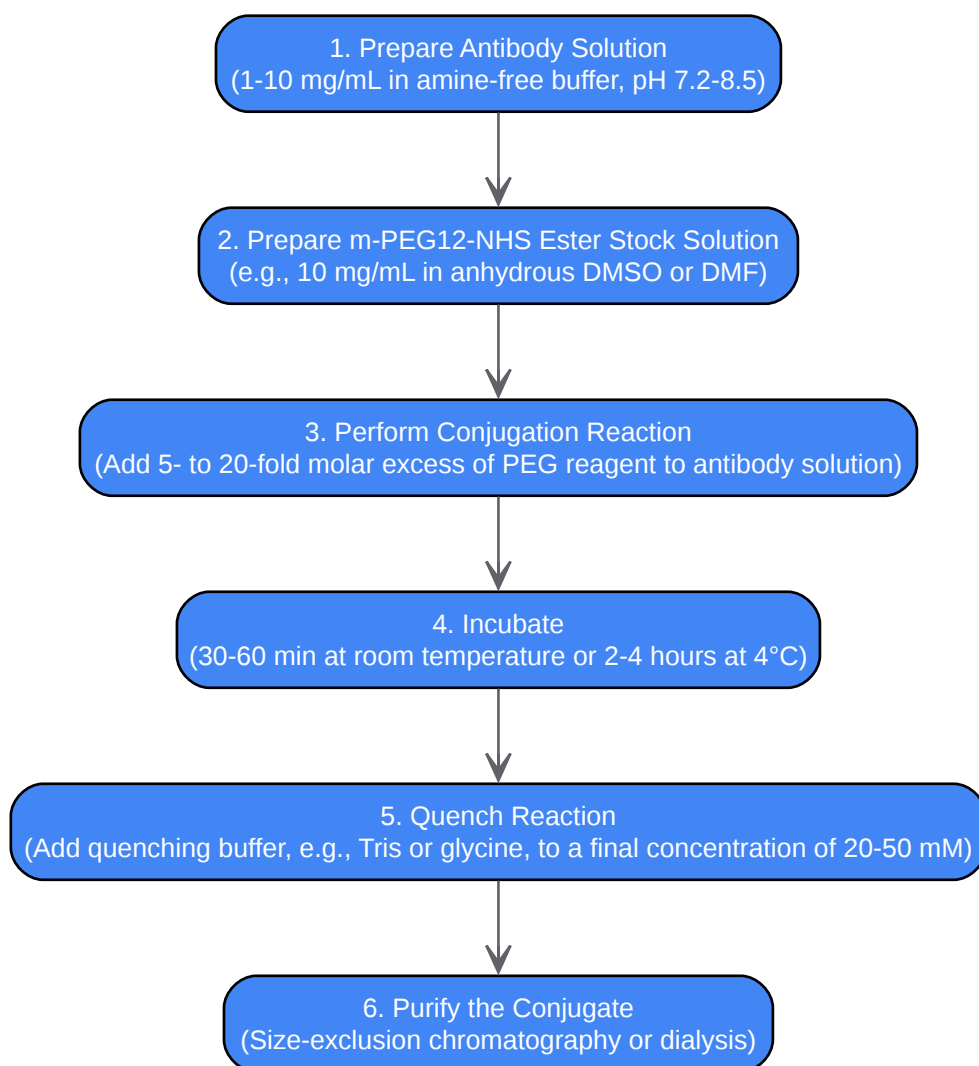 1. Prepare Antibody Solution
(1-10 mg/mL in amine-free buffer, pH 7.2-8.5)
2. Prepare m-PEG12-NHS Ester Stock Solution
(e.g., 10 mg/mL in anhydrous DMSO or DMF)
3. Perform Conjugation Reaction
(Add 5- to 20-fold molar excess of PEG reagent to antibody solution)
4. Incubate
(30-60 min at room temperature or 2-4 hours at 4°C)
5. Quench Reaction
(Add quenching buffer, e.g., Tris or glycine, to a final concentration of 20-50 mM)
6. Purify the Conjugate
(Size-exclusion chromatography or dialysis)